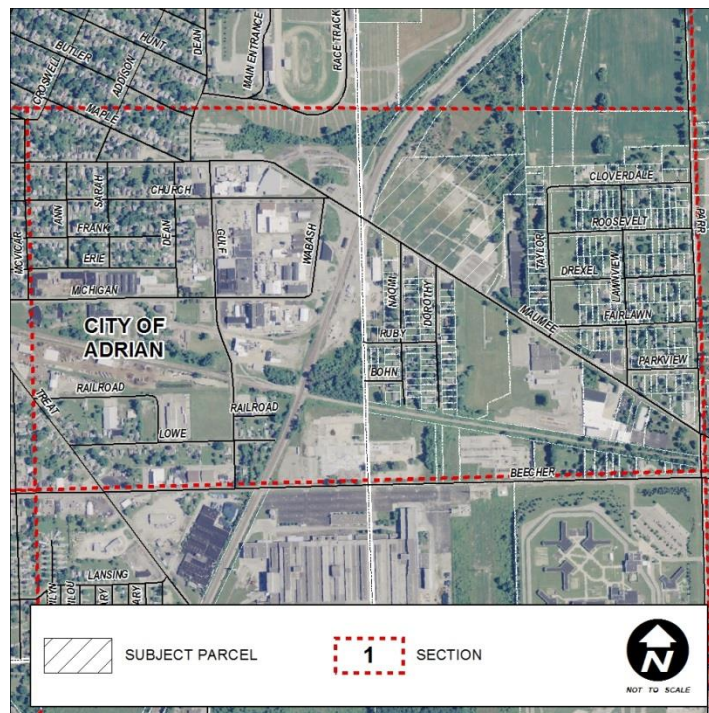 HUNT
BUTLER
CROSWELL
ADDISON
DEAN
MAIN ENTRANCE
RACE TRACK
MAPLE
CHURCH
CLOVERDALE
ANN
SARAH
DEAN
GULF
WABASH
ROOSEVELT
PARR
MCVICAR
FRANK
ERIE
TAYLOR
DREXEL
LAWNVIEW
MICHIGAN
NAOMI
DOROTHY
MAUMEE
FAIRLAWN
CITY OF
ADRIAN
RUBY
PARKVIEW
BOHN
RAILROAD
TREAT
RAILROAD
LOWE
BEECHER
LANSING
SUBJECT PARCEL
1
SECTION
N
NOT TO SCALE